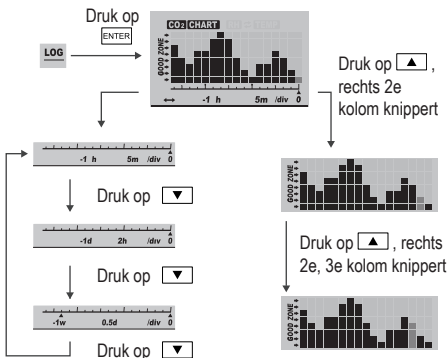 Druk op
ENTER
LOG
CO2 CHART
GOOD ZONE
-1 h 5m /div 0
Druk op ▲ ,
rechts 2e
kolom knippert
-1 h 5m /div 0
Druk op ▼
-1d 2h /div 0
Druk op ▼
-1w 0.5d /div 0
Druk op ▼
GOOD ZONE
Druk op ▲ , rechts
2e, 3e kolom knippert
GOOD ZONE